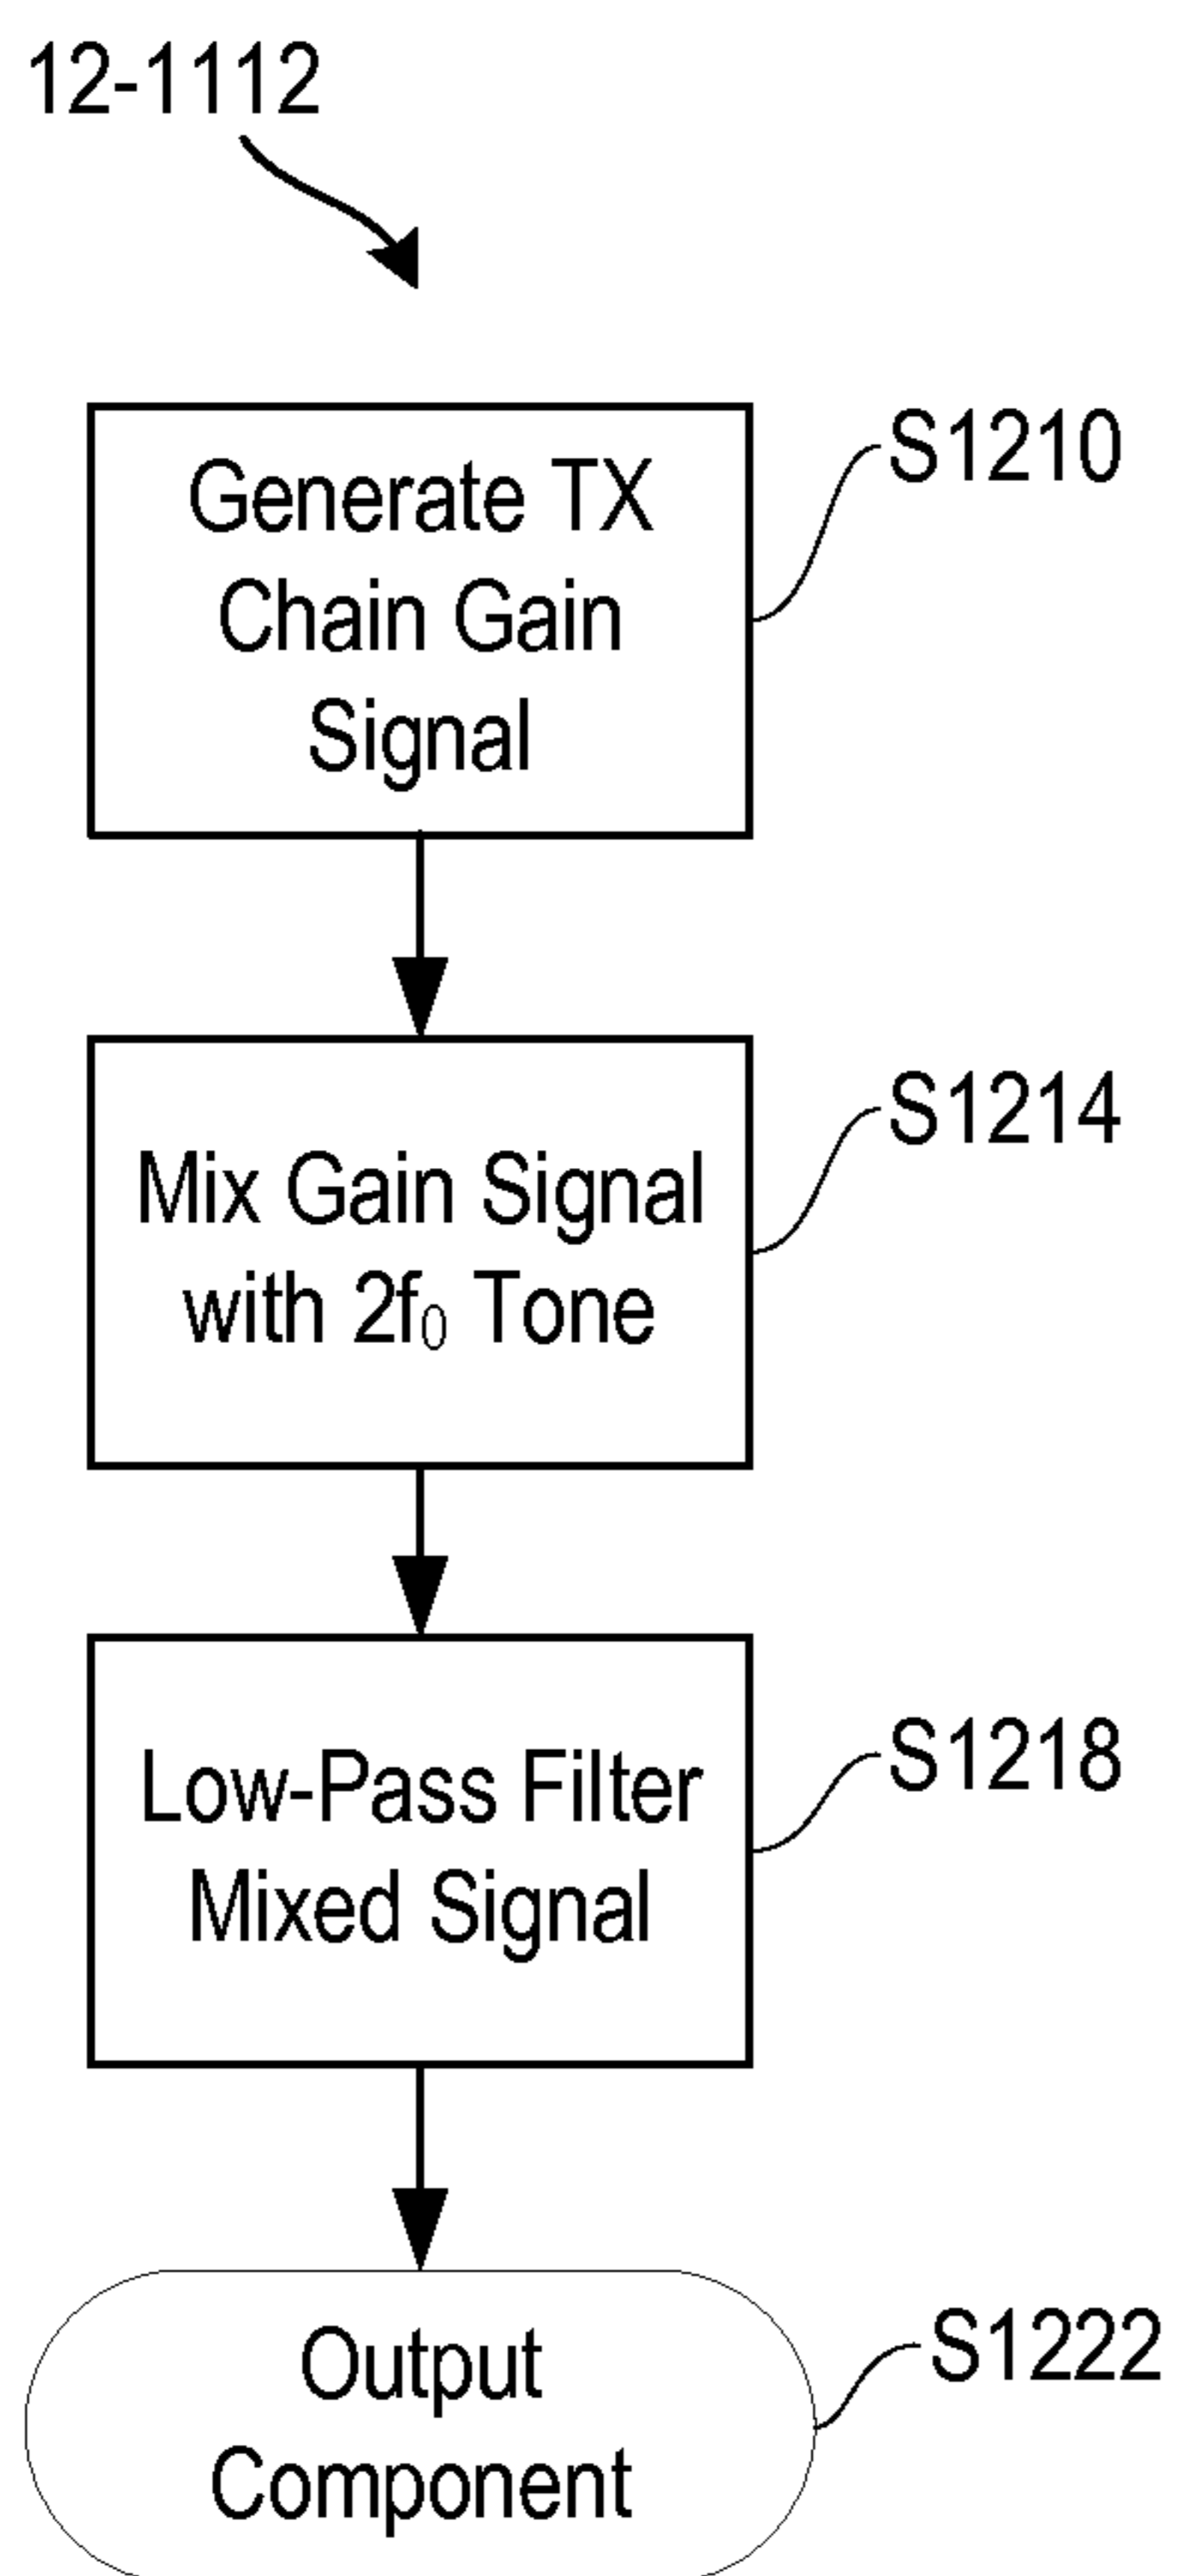 12-1112
Generate TX
Chain Gain
Signal
S1210
Mix Gain Signal
with 2f₀ Tone
S1214
Low-Pass Filter
Mixed Signal
S1218
Output
Component
S1222